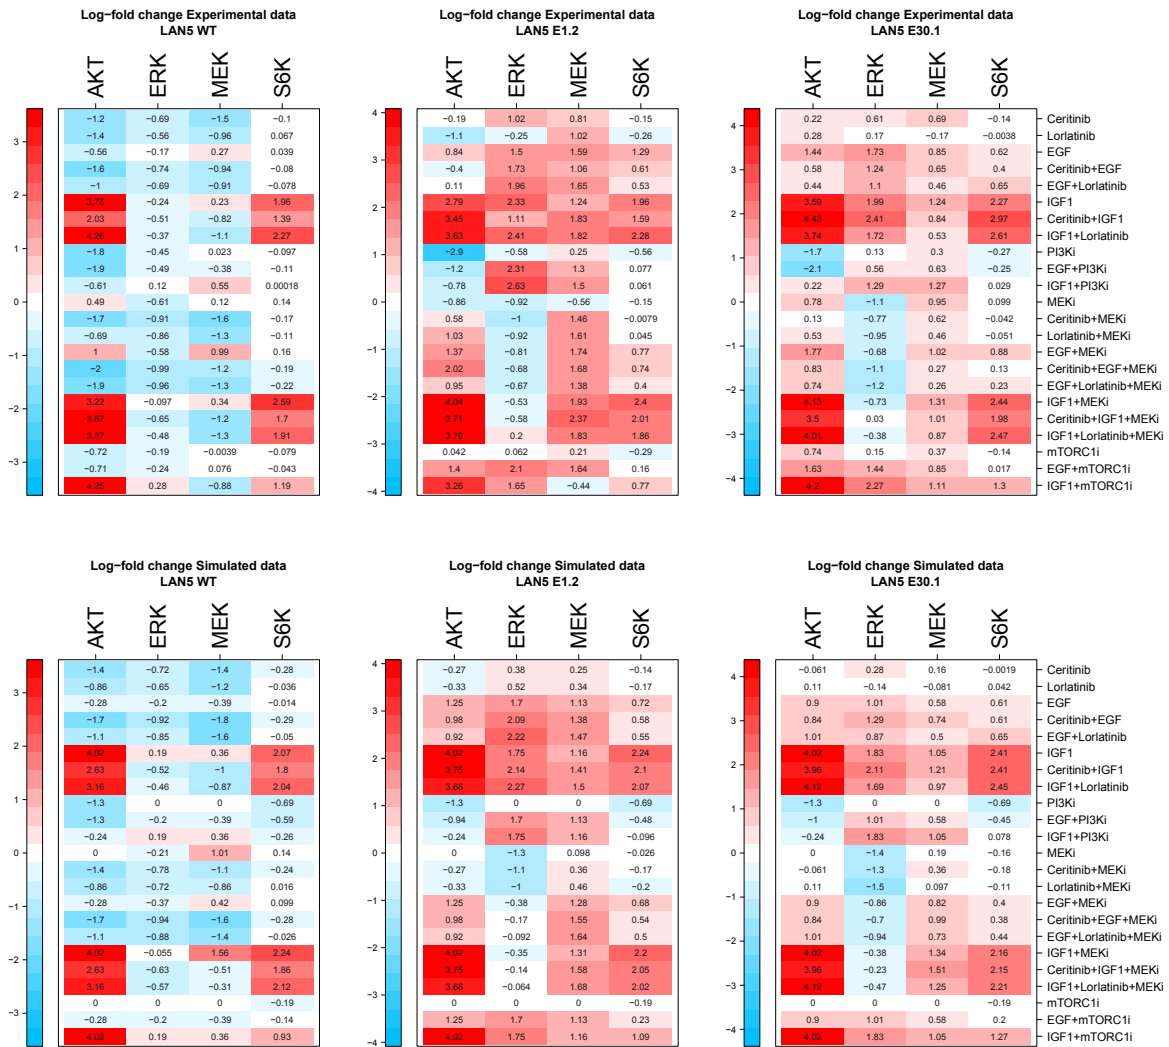 Log−fold change Experimental data
LAN5 WT
Log−fold change Experimental data
LAN5 E1.2
Log−fold change Experimental data
LAN5 E30.1
AKT ERK MEK S6K AKT ERK MEK S6K AKT ERK MEK S6K
−1.2 −0.69 −1.5 −0.1 −0.19 1.02 0.81 −0.15 0.22 0.61 0.69 −0.14 Ceritinib
−1.4 −0.56 −0.96 0.067 −1.1 −0.25 1.02 −0.26 0.28 0.17 −0.17 −0.0038 Lorlatinib
−0.56 −0.17 0.27 0.039 0.84 1.5 1.59 1.29 1.44 1.73 0.85 0.62 EGF
−1.6 −0.74 −0.94 −0.08 −0.4 1.73 1.06 0.61 0.58 1.24 0.65 0.4 Ceritinib+EGF
−1 −0.69 −0.91 −0.078 0.11 1.96 1.65 0.53 0.44 1.1 0.46 0.65 EGF+Lorlatinib
3.75 −0.24 0.23 1.96 2.79 2.33 1.24 1.96 3.59 1.99 1.24 2.27 IGF1
2.03 −0.51 −0.82 1.39 3.45 1.11 1.83 1.59 4.43 2.41 0.84 2.97 Ceritinib+IGF1
4.26 −0.37 −1.1 2.27 3.63 2.41 1.82 2.28 3.74 1.72 0.53 2.61 IGF1+Lorlatinib
−1.8 −0.45 0.023 −0.097 −2.9 −0.58 0.25 −0.56 −1.7 0.13 0.3 −0.27 PI3Ki
−1.9 −0.49 −0.38 −0.11 −1.2 2.31 1.3 0.077 −2.1 0.56 0.63 −0.25 EGF+PI3Ki
−0.61 0.12 0.55 0.00018 −0.78 2.63 1.5 0.061 0.22 1.29 1.27 0.029 IGF1+PI3Ki
0.49 −0.61 0.12 0.14 −0.86 −0.92 −0.56 −0.15 0.78 −1.1 0.95 0.099 MEKi
−1.7 −0.91 −1.6 −0.17 0.58 −1 1.46 −0.0079 0.13 −0.77 0.62 −0.042 Ceritinib+MEKi
−0.69 −0.86 −1.3 −0.11 1.03 −0.92 1.61 0.045 0.53 −0.95 0.46 −0.051 Lorlatinib+MEKi
1 −0.58 0.99 0.16 1.37 −0.81 1.74 0.77 1.77 −0.68 1.02 0.88 EGF+MEKi
−2 −0.99 −1.2 −0.19 2.02 −0.68 1.68 0.74 0.83 −1.1 0.27 0.13 Ceritinib+EGF+MEKi
−1.9 −0.96 −1.3 −0.22 0.95 −0.67 1.38 0.4 0.74 −1.2 0.26 0.23 EGF+Lorlatinib+MEKi
3.22 −0.097 0.34 2.59 4.04 −0.53 1.93 2.4 4.13 −0.73 1.31 2.44 IGF1+MEKi
3.87 −0.65 −1.2 1.7 3.71 −0.58 2.37 2.01 3.5 0.03 1.01 1.98 Ceritinib+IGF1+MEKi
3.37 −0.48 −1.3 1.91 3.79 0.2 1.83 1.86 4.01 −0.38 0.87 2.47 IGF1+Lorlatinib+MEKi
−0.72 −0.19 −0.0039 −0.079 0.042 0.062 0.21 −0.29 0.74 0.15 0.37 −0.14 mTORC1i
−0.71 −0.24 0.076 −0.043 1.4 2.1 1.64 0.16 1.63 1.44 0.85 0.017 EGF+mTORC1i
4.25 0.28 −0.88 1.19 3.26 1.65 −0.44 0.77 4.2 2.27 1.11 1.3 IGF1+mTORC1i
3
2
1
0
−1
−2
−3
4
3
2
1
0
−1
−2
−3
−4
4
3
2
1
0
−1
−2
−3
−4
Log−fold change Simulated data
LAN5 WT
Log−fold change Simulated data
LAN5 E1.2
Log−fold change Simulated data
LAN5 E30.1
AKT ERK MEK S6K AKT ERK MEK S6K AKT ERK MEK S6K
−1.4 −0.72 −1.4 −0.28 −0.27 0.38 0.25 −0.14 −0.061 0.28 0.16 −0.0019 Ceritinib
−0.86 −0.65 −1.2 −0.036 −0.33 0.52 0.34 −0.17 0.11 −0.14 −0.081 0.042 Lorlatinib
−0.28 −0.2 −0.39 −0.014 1.25 1.7 1.13 0.72 0.9 1.01 0.58 0.61 EGF
−1.7 −0.92 −1.8 −0.29 0.98 2.09 1.38 0.58 0.84 1.29 0.74 0.61 Ceritinib+EGF
−1.1 −0.85 −1.6 −0.05 0.92 2.22 1.47 0.55 1.01 0.87 0.5 0.65 EGF+Lorlatinib
4.02 0.19 0.36 2.07 4.02 1.75 1.16 2.24 4.02 1.83 1.05 2.41 IGF1
2.63 −0.52 −1 1.8 3.75 2.14 1.41 2.1 3.96 2.11 1.21 2.41 Ceritinib+IGF1
3.16 −0.46 −0.87 2.04 3.68 2.27 1.5 2.07 4.12 1.69 0.97 2.45 IGF1+Lorlatinib
−1.3 0 0 −0.69 −1.3 0 0 −0.69 −1.3 0 0 −0.69 PI3Ki
−1.3 −0.2 −0.39 −0.59 −0.94 1.7 1.13 −0.48 −1 1.01 0.58 −0.45 EGF+PI3Ki
−0.24 0.19 0.36 −0.26 −0.24 1.75 1.16 −0.096 −0.24 1.83 1.05 0.078 IGF1+PI3Ki
0 −0.21 1.01 0.14 0 −1.3 0.098 −0.026 0 −1.4 0.19 −0.16 MEKi
−1.4 −0.78 −1.1 −0.24 −0.27 −1.1 0.36 −0.17 −0.061 −1.3 0.36 −0.18 Ceritinib+MEKi
−0.86 −0.72 −0.86 0.016 −0.33 −1 0.46 −0.2 0.11 −1.5 0.097 −0.11 Lorlatinib+MEKi
−0.28 −0.37 0.42 0.099 1.25 −0.38 1.28 0.68 0.9 −0.86 0.82 0.4 EGF+MEKi
−1.7 −0.94 −1.6 −0.28 0.98 −0.17 1.55 0.54 0.84 −0.7 0.99 0.38 Ceritinib+EGF+MEKi
−1.1 −0.88 −1.4 −0.026 0.92 −0.092 1.64 0.5 1.01 −0.94 0.73 0.44 EGF+Lorlatinib+MEKi
4.02 −0.055 1.56 2.24 4.02 −0.35 1.31 2.2 4.02 −0.38 1.34 2.16 IGF1+MEKi
2.63 −0.63 −0.51 1.86 3.75 −0.14 1.58 2.05 3.96 −0.23 1.51 2.15 Ceritinib+IGF1+MEKi
3.16 −0.57 −0.31 2.12 3.68 −0.064 1.68 2.02 4.12 −0.47 1.25 2.21 IGF1+Lorlatinib+MEKi
0 0 0 −0.19 0 0 0 −0.19 0 0 0 −0.19 mTORC1i
−0.28 −0.2 −0.39 −0.14 1.25 1.7 1.13 0.23 0.9 1.01 0.58 0.2 EGF+mTORC1i
4.02 0.19 0.36 0.93 4.02 1.75 1.16 1.09 4.02 1.83 1.05 1.27 IGF1+mTORC1i
3
2
1
0
−1
−2
−3
4
3
2
1
0
−1
−2
−3
−4
4
3
2
1
0
−1
−2
−3
−4